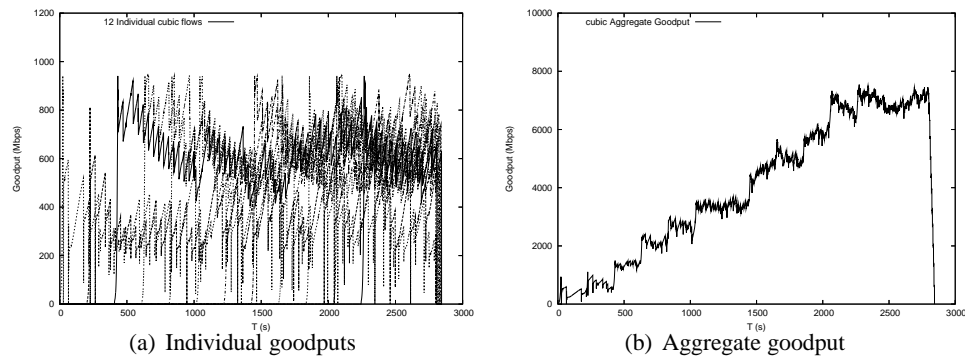 1200
1000
800
600
400
200
0
Goodput (Mbps)
12 Individual cubic flows
0 500 1000 1500 2000 2500 3000
T (s)
(a) Individual goodputs
10000
8000
6000
4000
2000
0
Goodput (Mbps)
cubic Aggregate Goodput
0 500 1000 1500 2000 2500 3000
T (s)
(b) Aggregate goodput